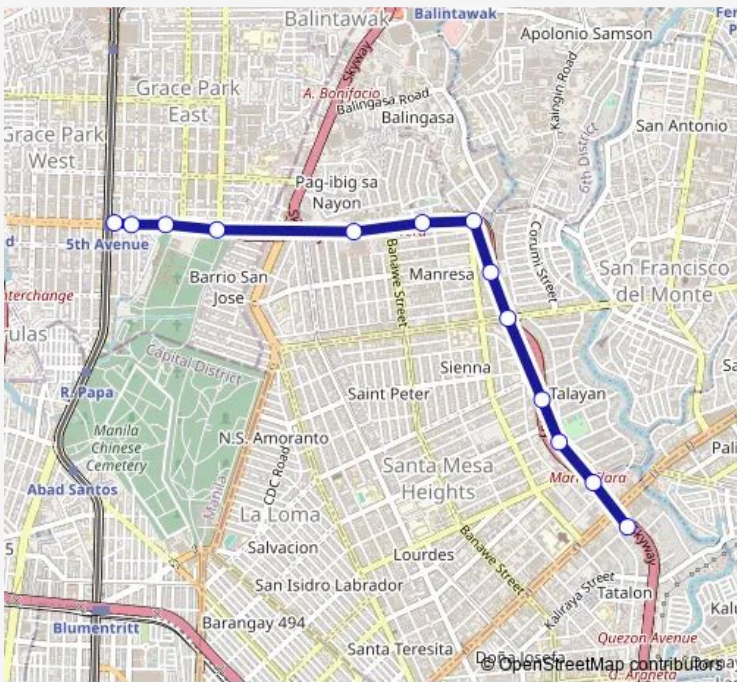 Balintawak
Balintawak
Apolonio Samson
Skyway
Grace Park
East
A. Bonifacio
Balingasa Road
Balingasa
Kaingin Road
San Antonio
Grace Park
West
6th District
Pag-ibig sa
Nayon
5th Avenue
Barrio San
Jose
Banawe Street
Manresa
Corumi Street
San Francisco
del Monte
Capital District
Sienna
R. Papa
Saint Peter
Talayan
Manila
Chinese
Cemetery
N.S. Amoranto
CDC Road
Santa Mesa
Heights
Manila
Abad Santos
La Loma
Salvacion
Lourdes
Banawe Street
Skyway
San Isidro Labrador
Kaliraya Street
Tatalon
Blumentritt
Barangay 494
Santa Teresita
Quezon Avenue
Doña Josefa
© OpenStreetMap contributors